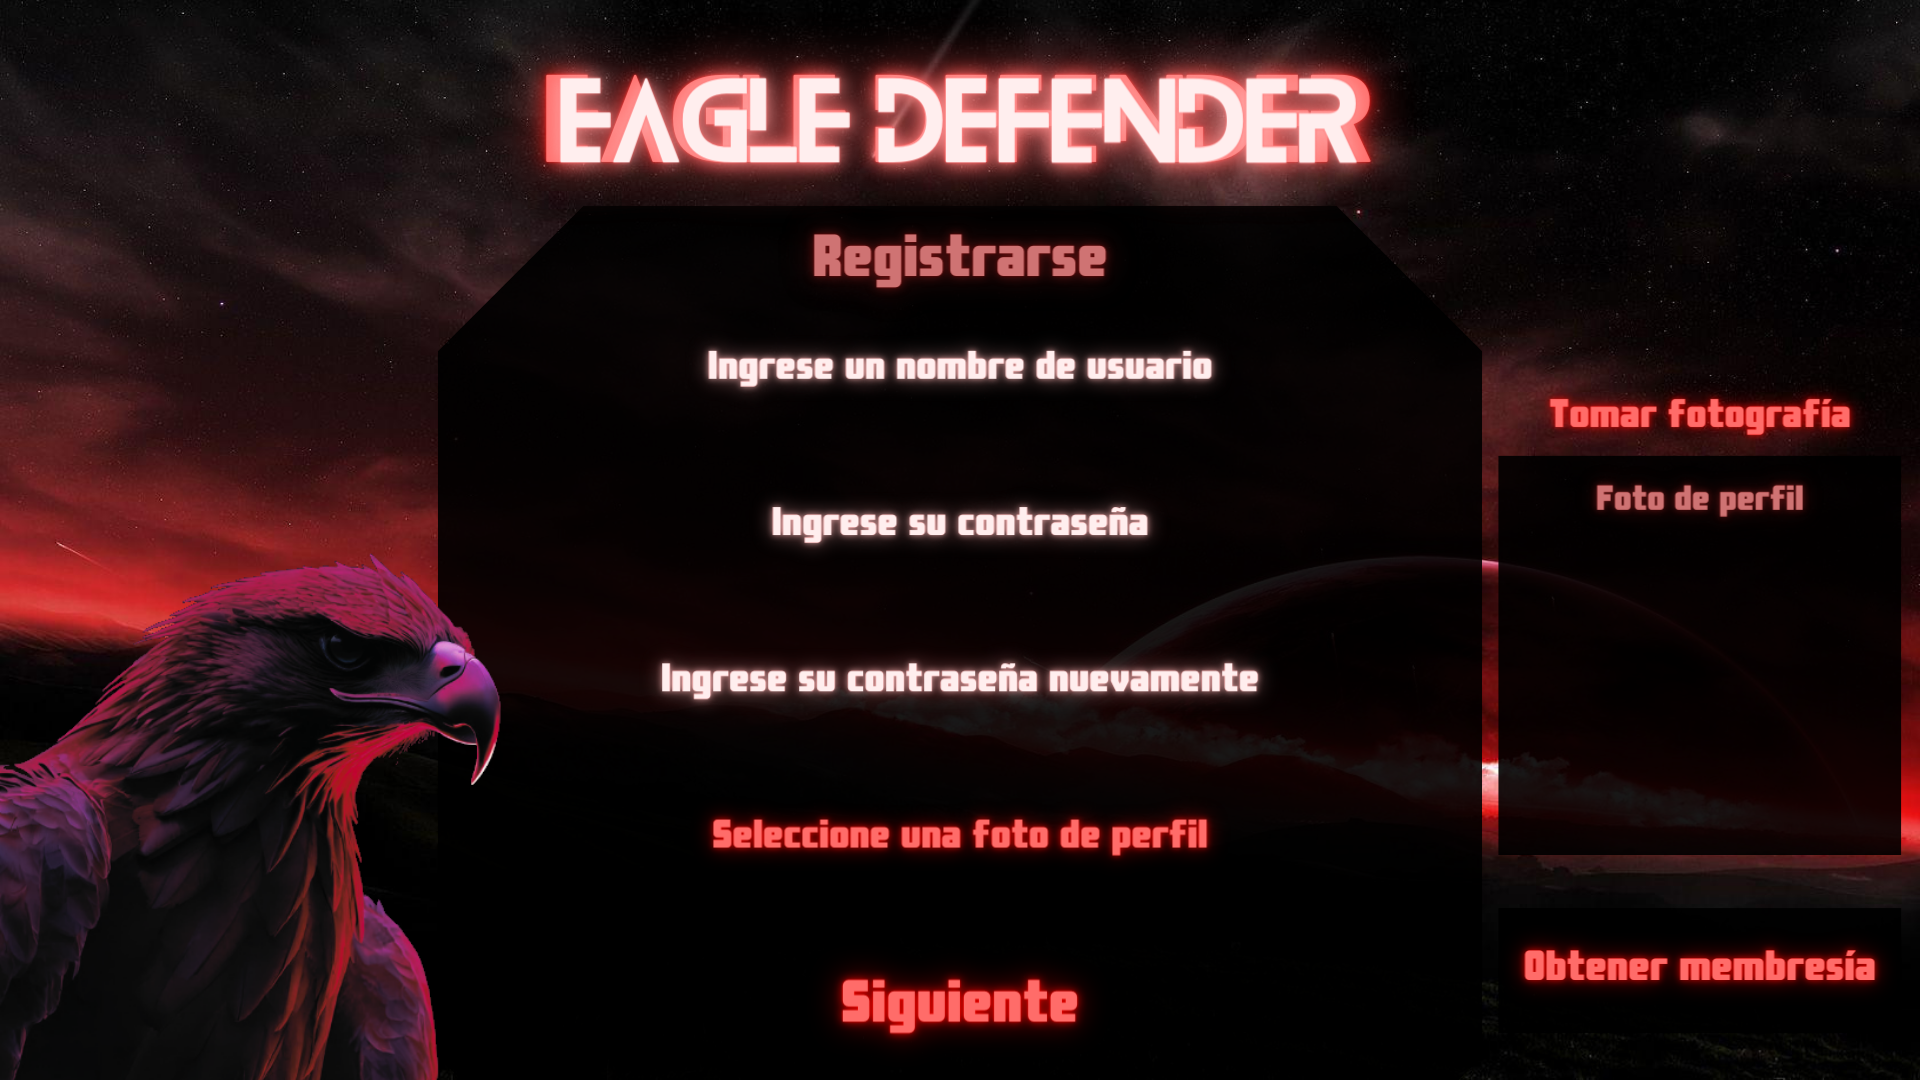 EAGLE DEFENDER
Registrarse
Ingrese un nombre de usuario
Ingrese su contraseña
Ingrese su contraseña nuevamente
Seleccione una foto de perfil
Siguiente
Tomar fotografía
Foto de perfil
Obtener membresía